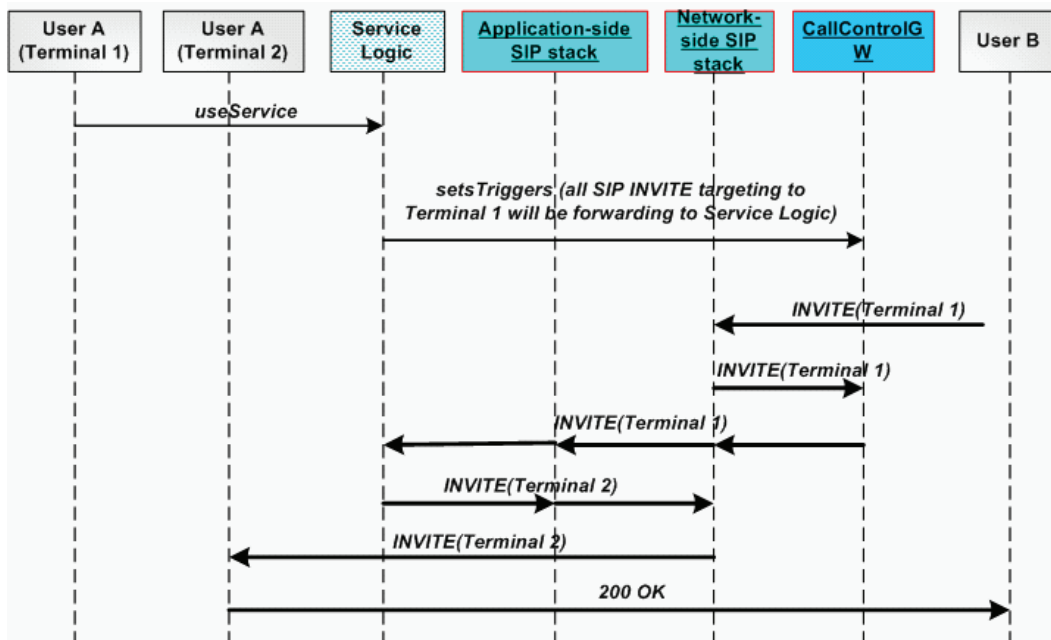 User A
(Terminal 1)
User A
(Terminal 2)
Service
Logic
Application-side
SIP stack
Network-
side SIP
stack
CallControlG
W
User B
useService
setsTriggers (all SIP INVITE targeting to
Terminal 1 will be forwarding to Service Logic)
INVITE(Terminal 1)
INVITE(Terminal 1)
INVITE(Terminal 1)
INVITE(Terminal 2)
INVITE(Terminal 2)
200 OK